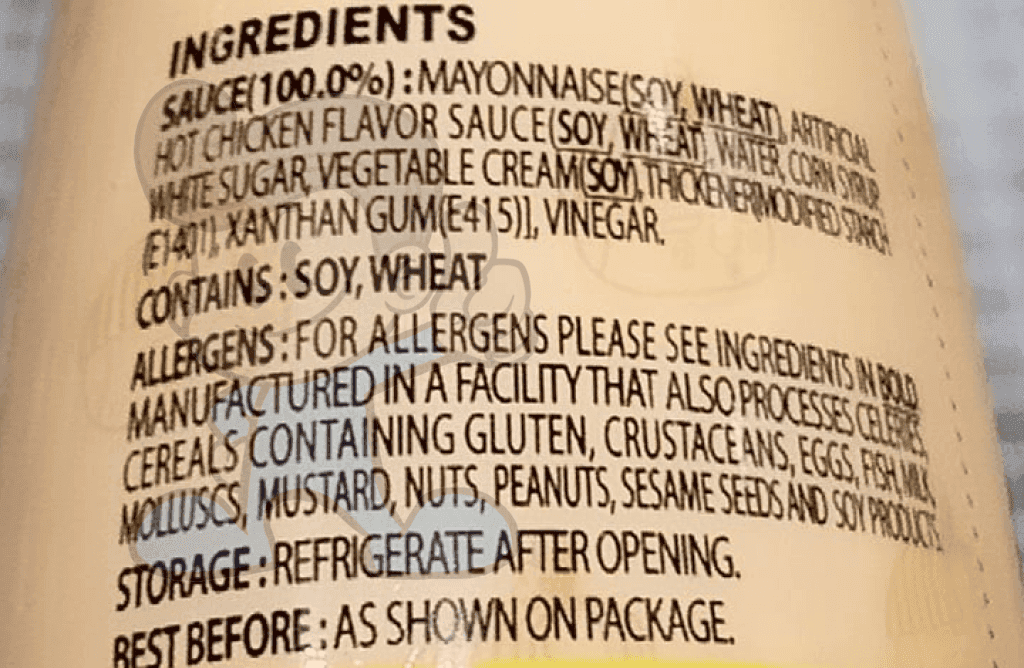 INGREDIENTS
SAUCE(100.0%) : MAYONNAISE(SOY, WHEAT), ARTIFICIAL
HOT CHICKEN FLAVOR SAUCE(SOY, WHEAT), WATER, CORN SYRUP,
WHITE SUGAR, VEGETABLE CREAM(SOY), THICKENER[MODIFIED STARCH
(E1401), XANTHAN GUM(E415)], VINEGAR.
CONTAINS : SOY, WHEAT
ALLERGENS : FOR ALLERGENS PLEASE SEE INGREDIENTS IN BOLD.
MANUFACTURED IN A FACILITY THAT ALSO PROCESSES CELERIES,
CEREALS CONTAINING GLUTEN, CRUSTACEANS, EGGS, FISH, MILK,
MOLLUSCS, MUSTARD, NUTS, PEANUTS, SESAME SEEDS AND SOY PRODUCTS.
STORAGE : REFRIGERATE AFTER OPENING.
BEST BEFORE : AS SHOWN ON PACKAGE.